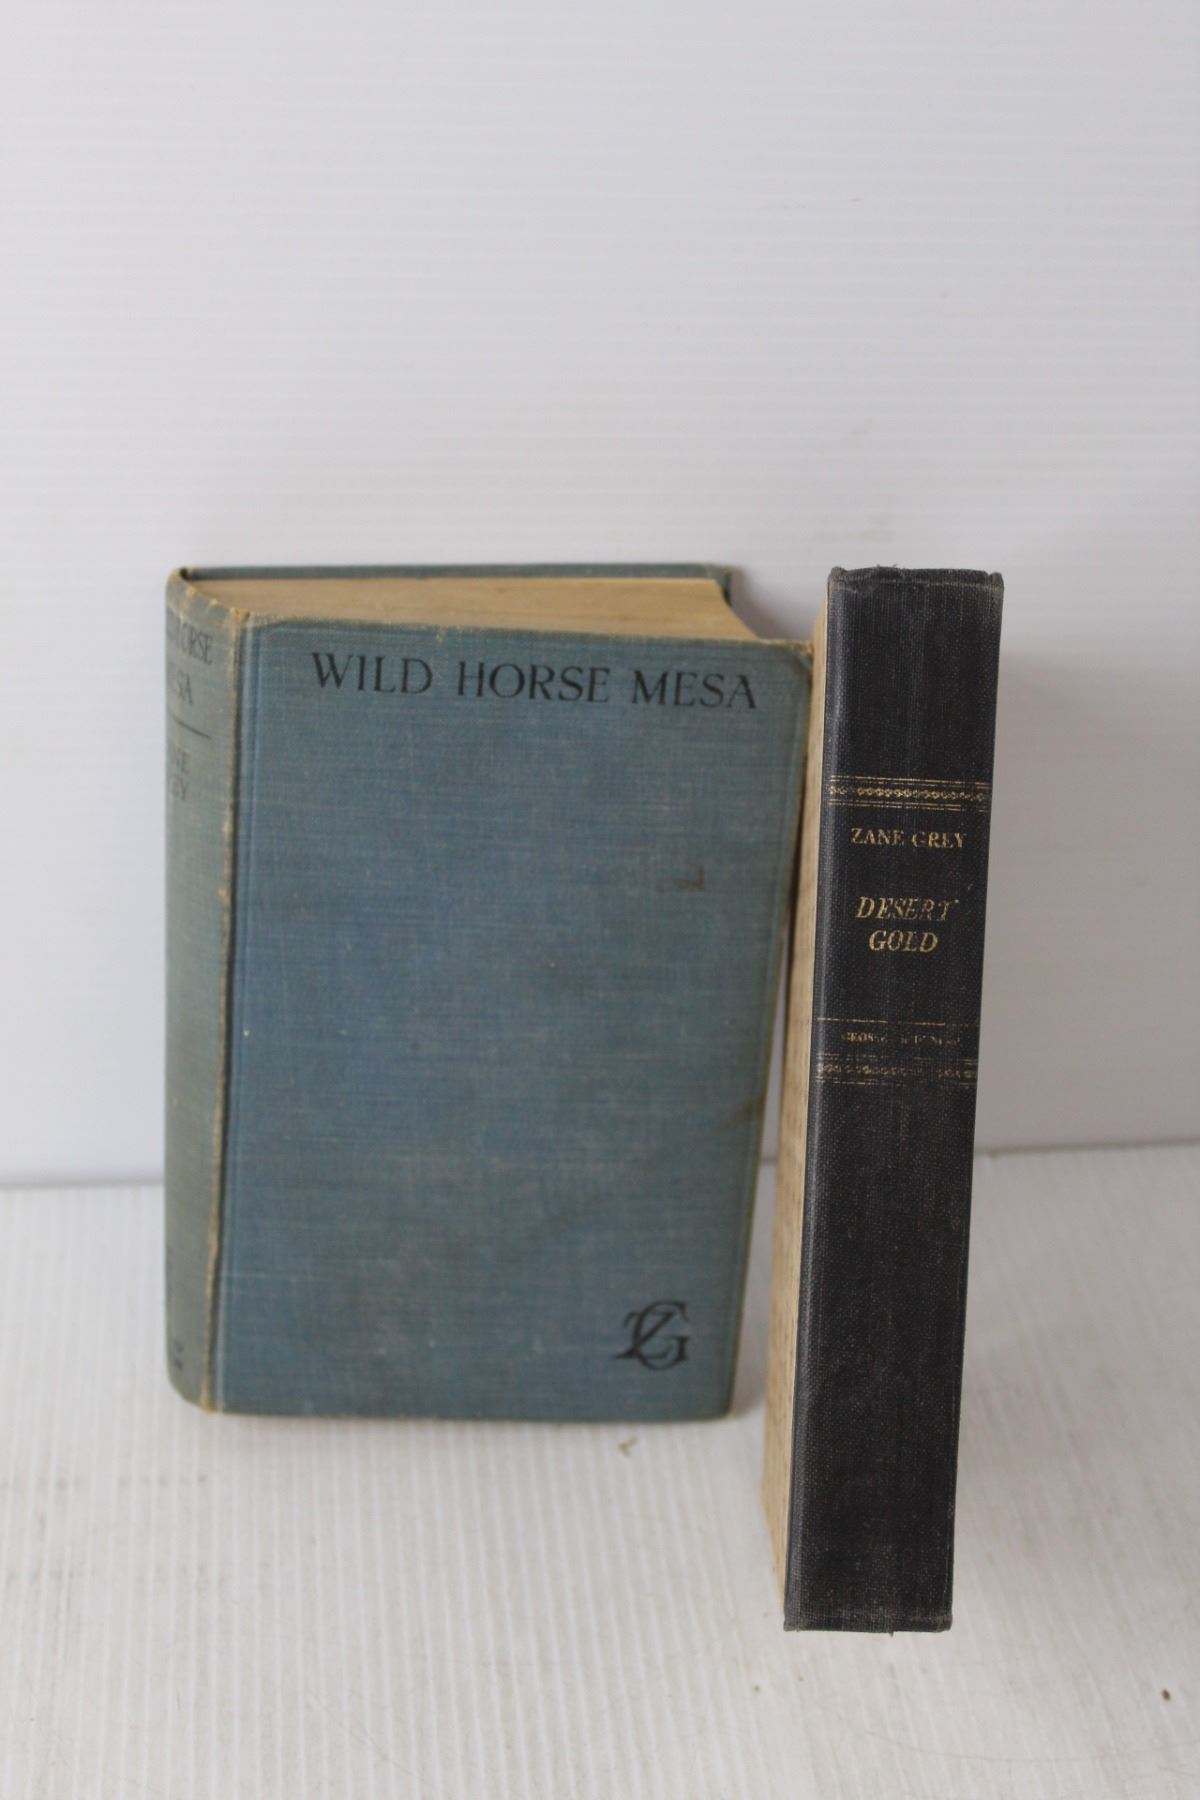 WILD HORSE MESA
ZG
ZANE GREY
DESERT
GOLD